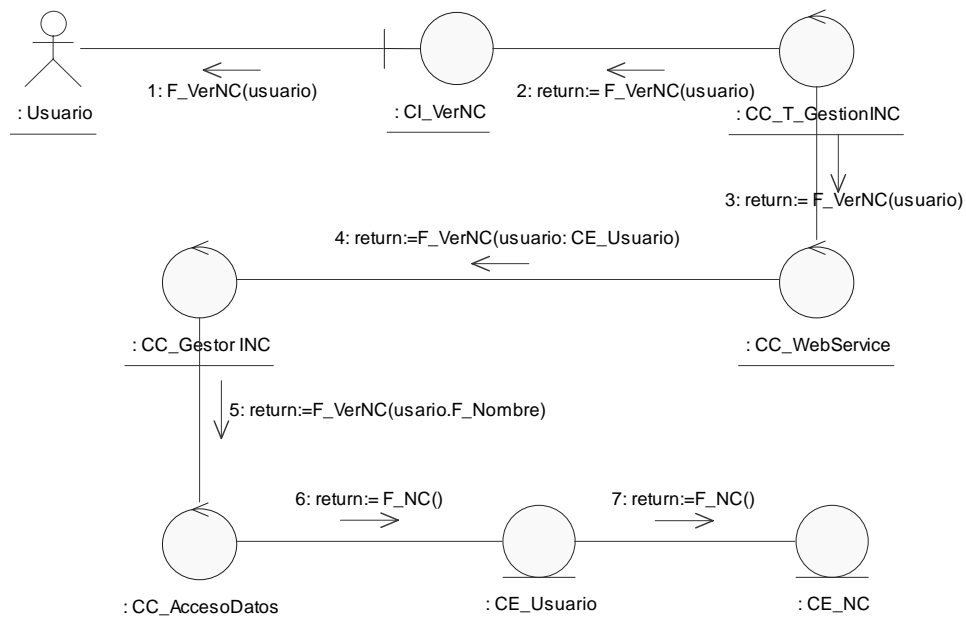 1: F_VerNC(usuario)
2: return:= F_VerNC(usuario)
: Usuario
: CI_VerNC
: CC_T_GestionINC
3: return:= F_VerNC(usuario)
4: return:=F_VerNC(usuario: CE_Usuario)
: CC_Gestor INC
: CC_WebService
5: return:=F_VerNC(usario.F_Nombre)
6: return:= F_NC()
7: return:=F_NC()
: CC_AccesoDatos
: CE_Usuario
: CE_NC